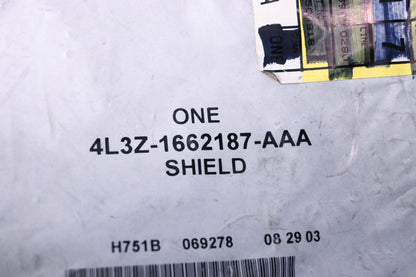 ONE
4L3Z-1662187-AAA
SHIELD
H751B 069278 08 29 03